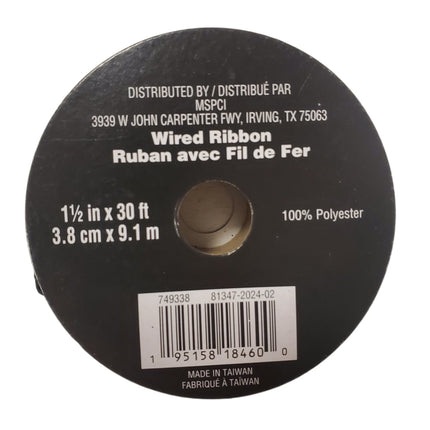 DISTRIBUTED BY / DISTRIBUÉ PAR
MSPCI
3939 W JOHN CARPENTER FWY, IRVING, TX 75063
Wired Ribbon
Ruban avec Fil de Fer
1½ in x 30 ft
3.8 cm x 9.1 m
100% Polyester
749338 81347-2024-02
1 95158 18460 0
MADE IN TAIWAN
FABRIQUÉ À TAÏWAN